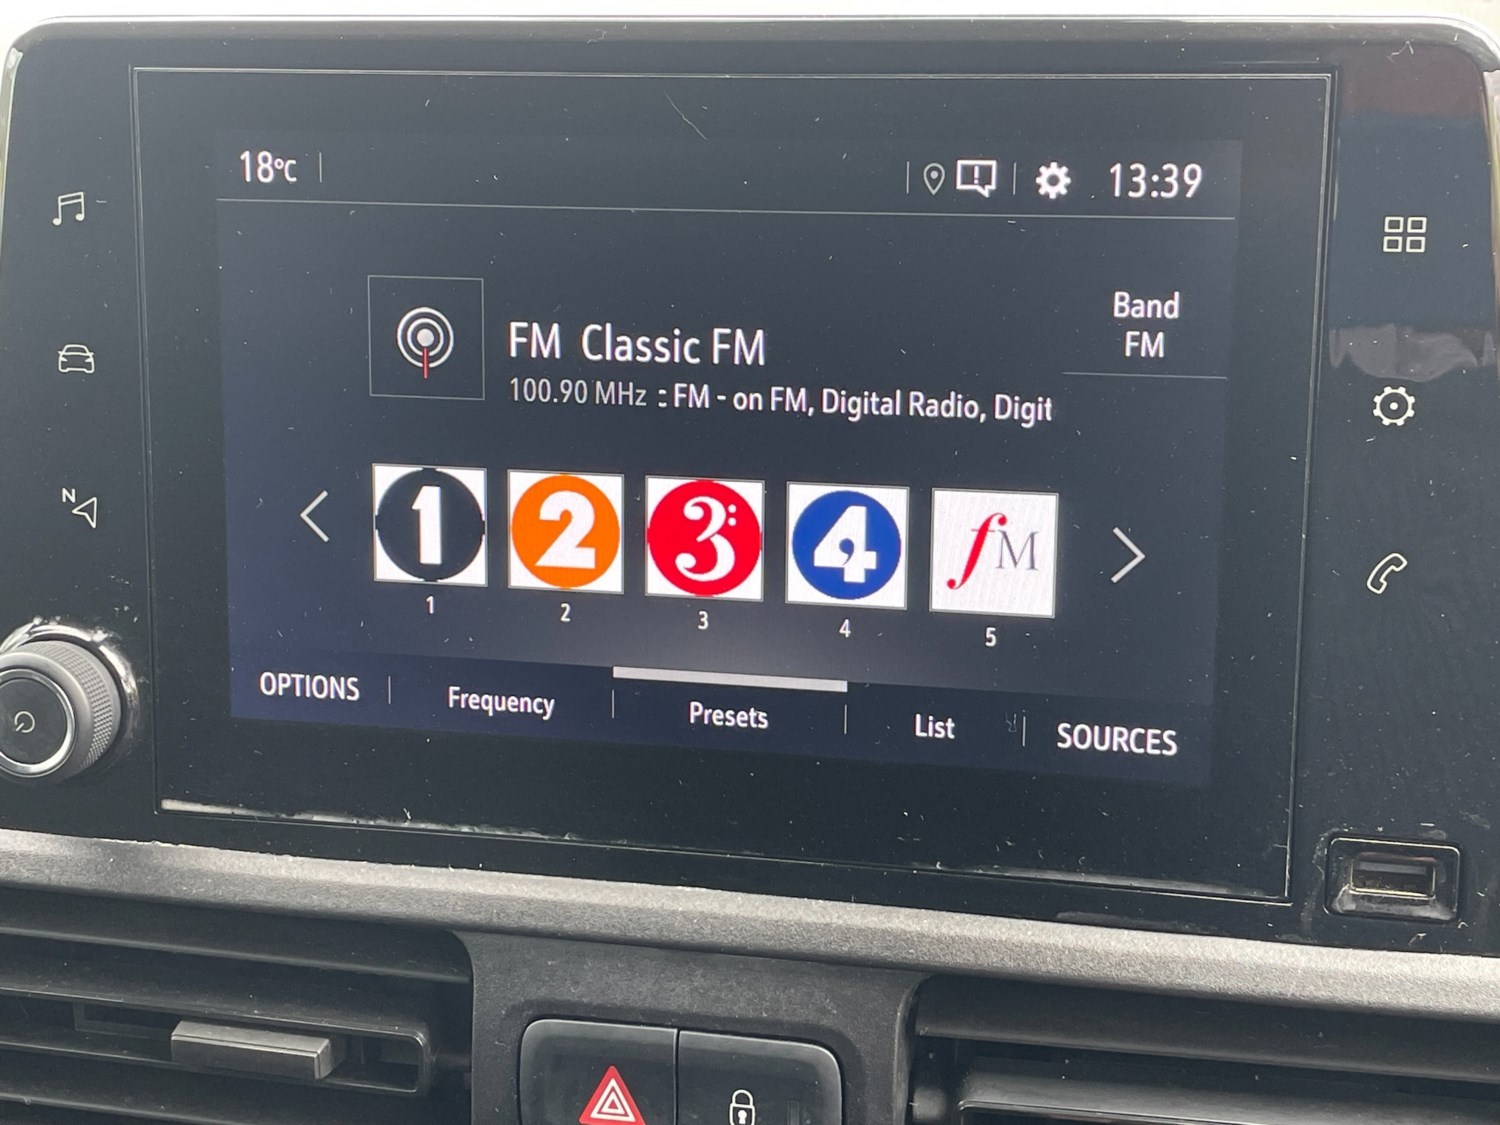 18°C
13:39
Band
FM
FM Classic FM
100.90 MHz : FM - on FM, Digital Radio, Digit
N
1 2 3: 4 fM
1 2 3 4 5
OPTIONS Frequency Presets List SOURCES